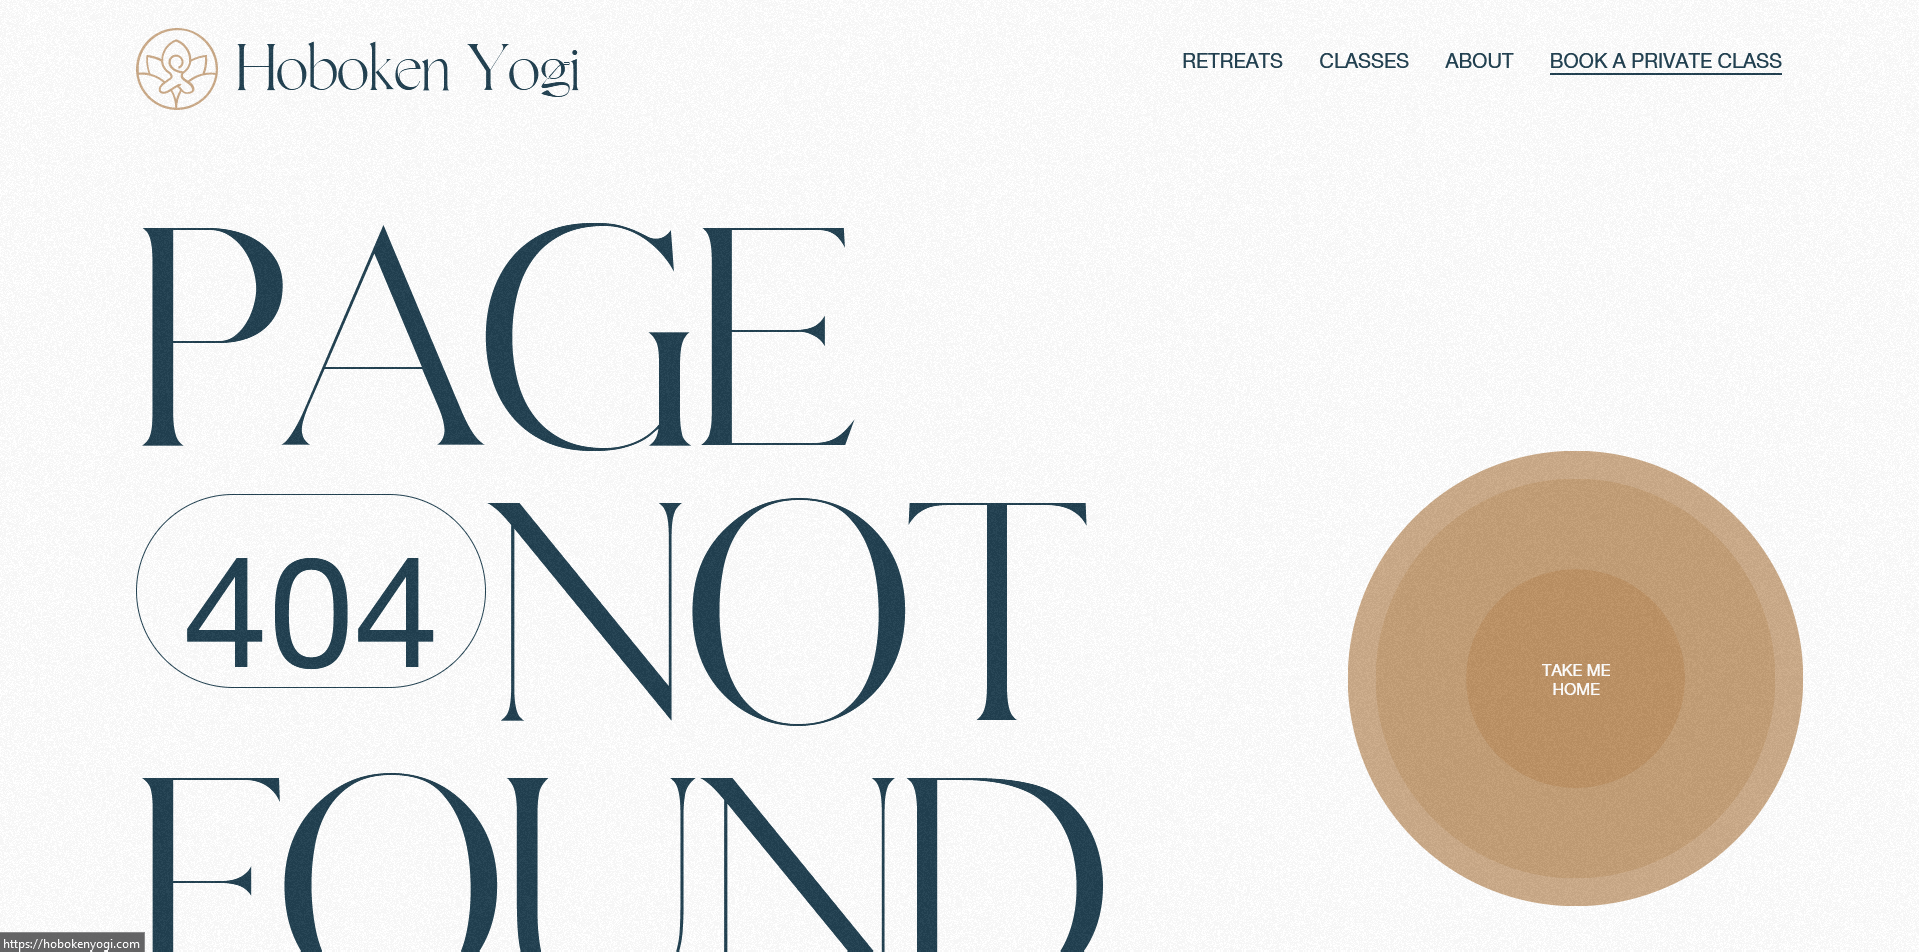 Hoboken Yogi
RETREATS CLASSES ABOUT BOOK A PRIVATE CLASS
PAGE
404 NOT
FOUND
TAKE ME
HOME
https://hobokenyogi.com